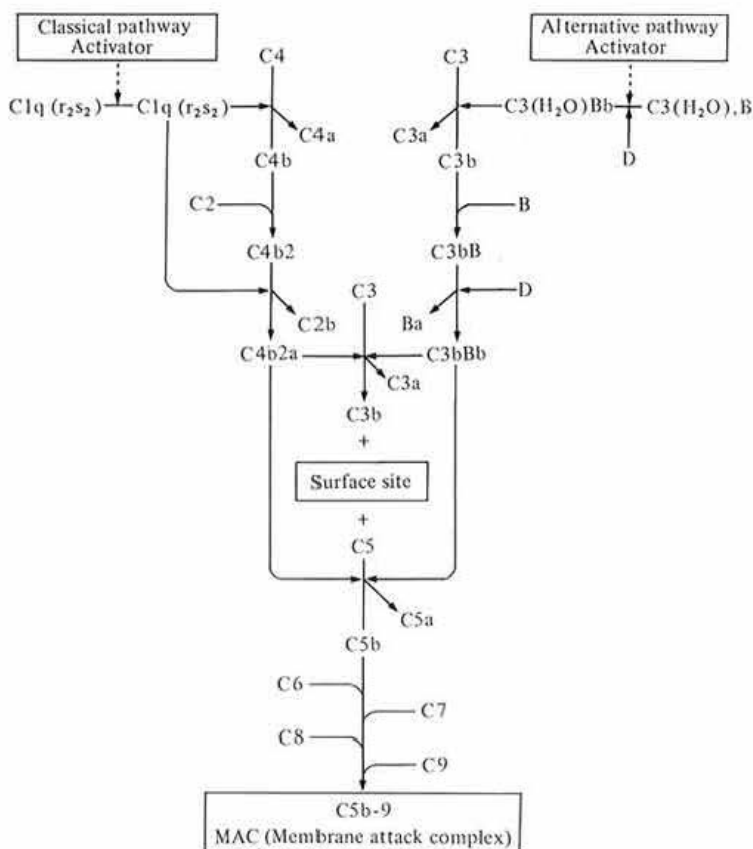 Classical pathway
Activator
Alternative pathway
Activator
C4
C3
C1q (r₂s₂)
C1q (r₂s₂)
C3(H₂O)Bb
C3(H₂O),B
C4a
C3a
D
C4b
C3b
C2
B
C4b2
C3bB
C3
D
C2b
Ba
C4b2a
C3bBb
C3a
C3b
+
Surface site
+
C5
C5a
C5b
C6
C7
C8
C9
C5b-9
MAC (Membrane attack complex)